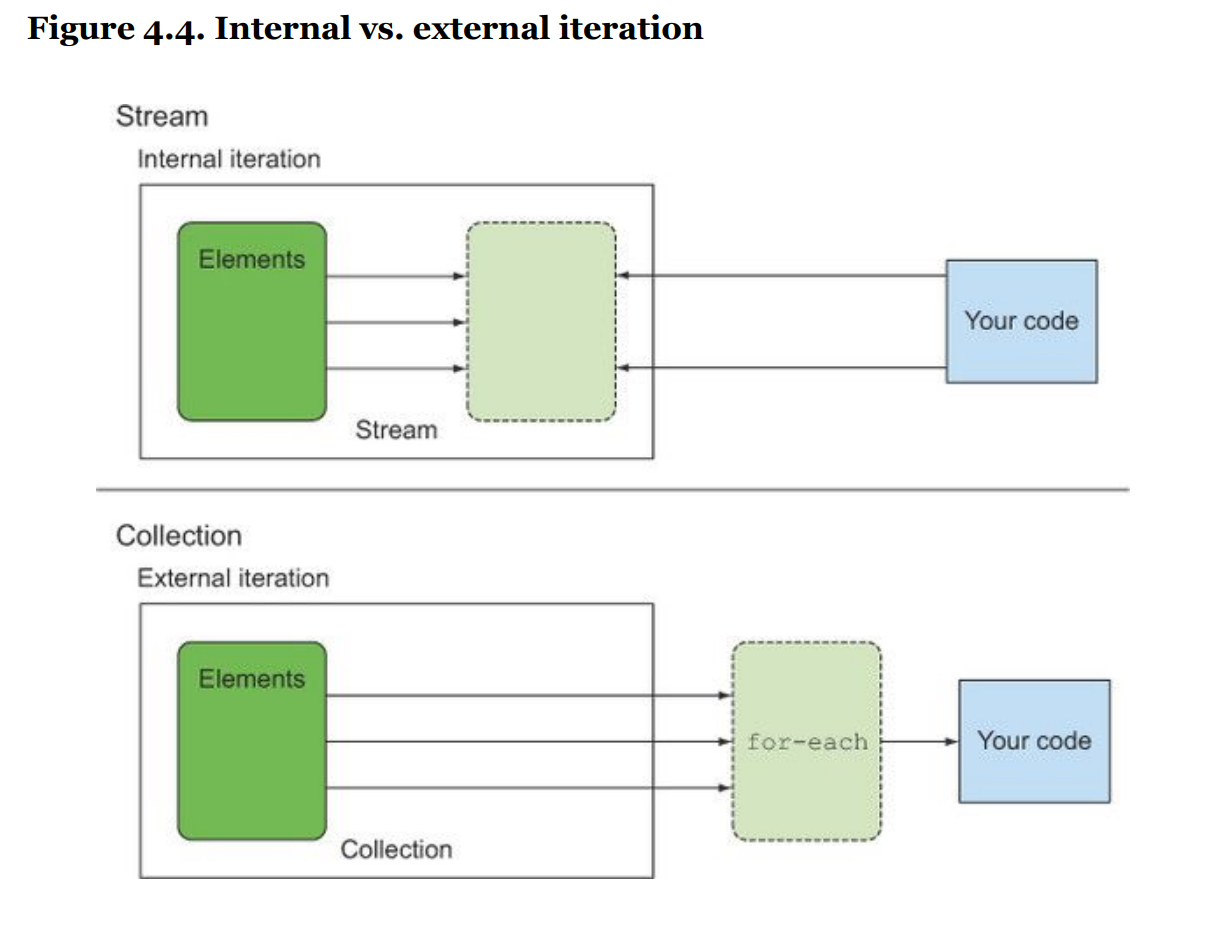 Figure 4.4. Internal vs. external iteration
Stream
Internal iteration
Elements
Your code
Stream
Collection
External iteration
Elements
for-each
Your code
Collection